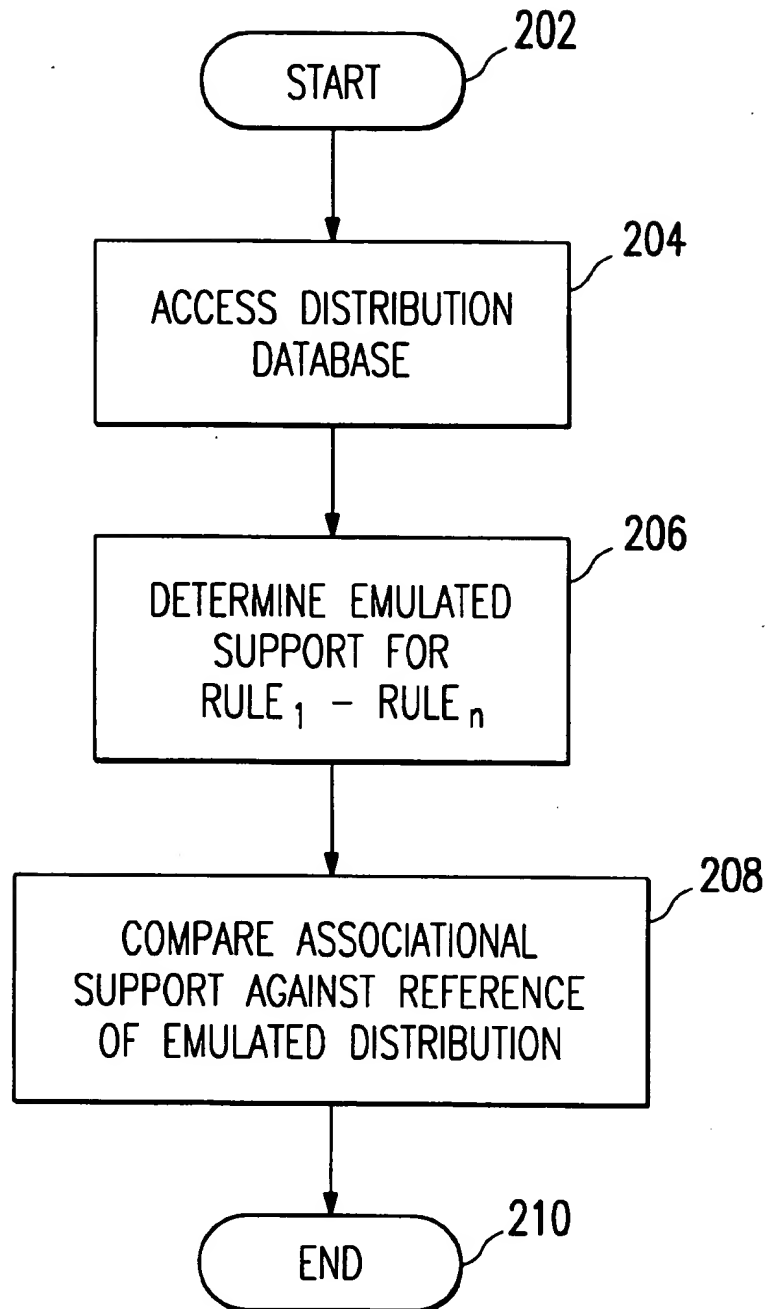 202
START
204
ACCESS DISTRIBUTION
DATABASE
206
DETERMINE EMULATED
SUPPORT FOR
RULE₁ – RULEₙ
208
COMPARE ASSOCIATIONAL
SUPPORT AGAINST REFERENCE
OF EMULATED DISTRIBUTION
210
END